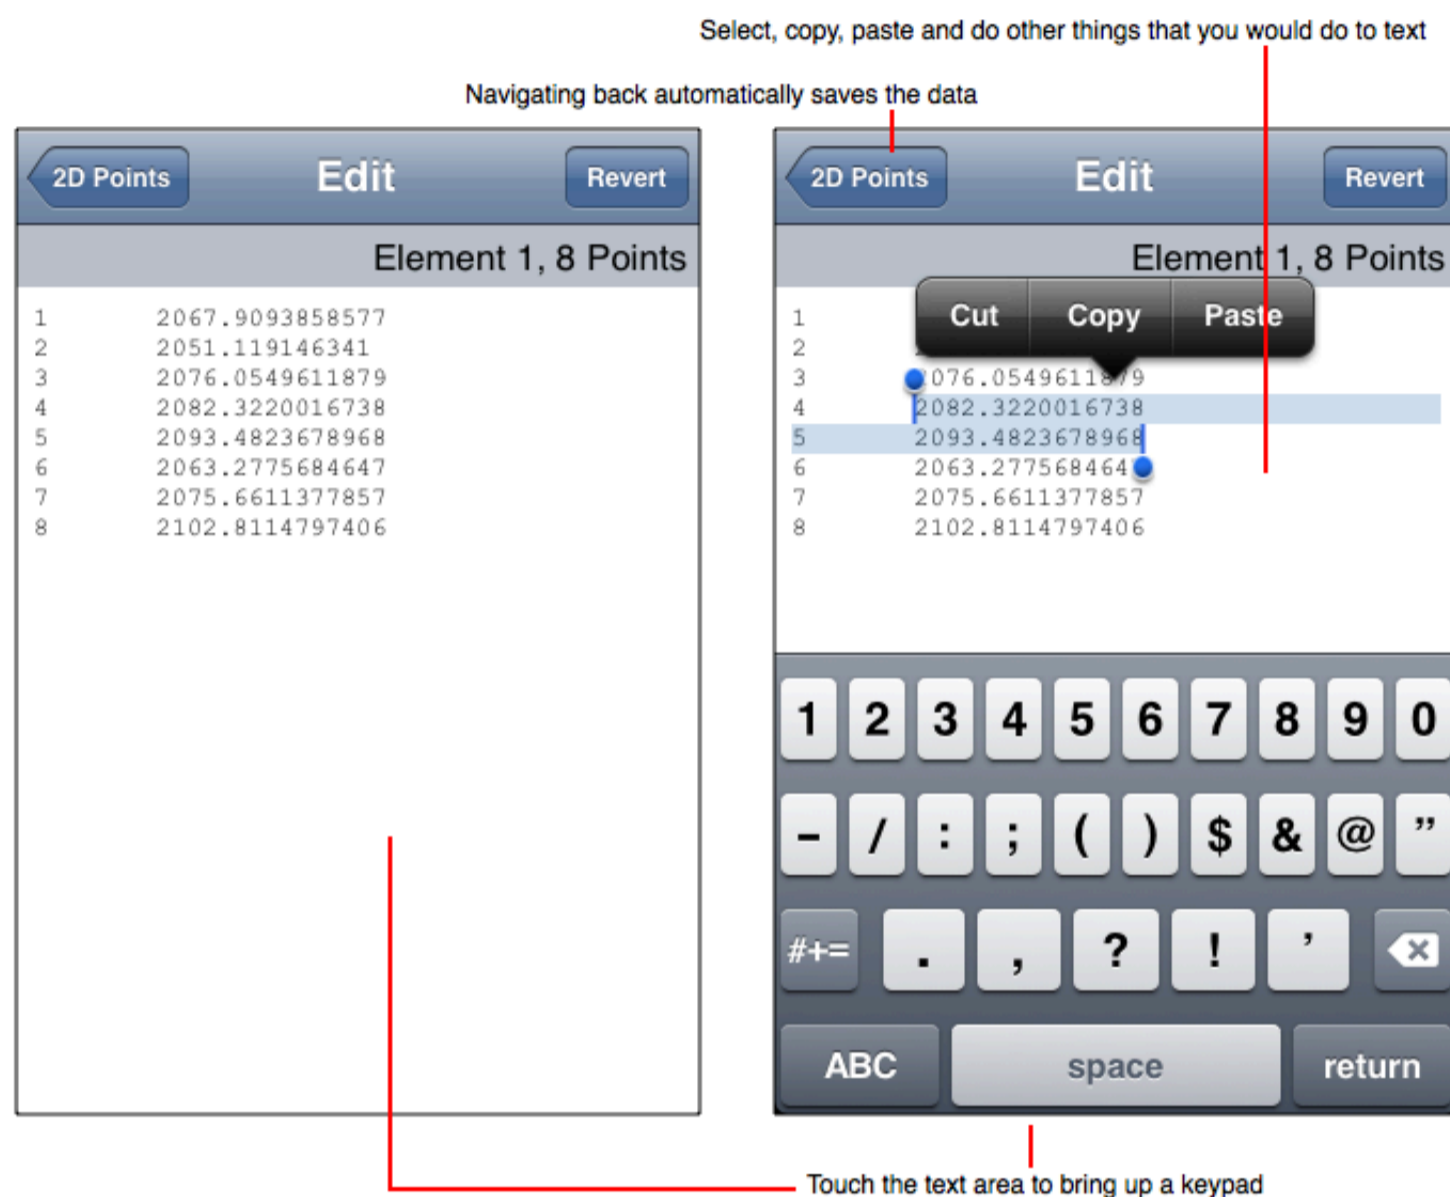 Select, copy, paste and do other things that you would do to text
Navigating back automatically saves the data
2D Points Edit Revert
Element 1, 8 Points
1 2067.9093858577
2 2051.119146341
3 2076.0549611879
4 2082.3220016738
5 2093.4823678968
6 2063.2775684647
7 2075.6611377857
8 2102.8114797406
2D Points Edit Revert
Element 1, 8 Points
Cut Copy Paste
1
2
3 076.0549611879
4 2082.3220016738
5 2093.4823678968
6 2063.277568464
7 2075.6611377857
8 2102.8114797406
1 2 3 4 5 6 7 8 9 0
- / : ; ( ) $ & @ ”
#+= . , ? ! ’
ABC space return
Touch the text area to bring up a keypad